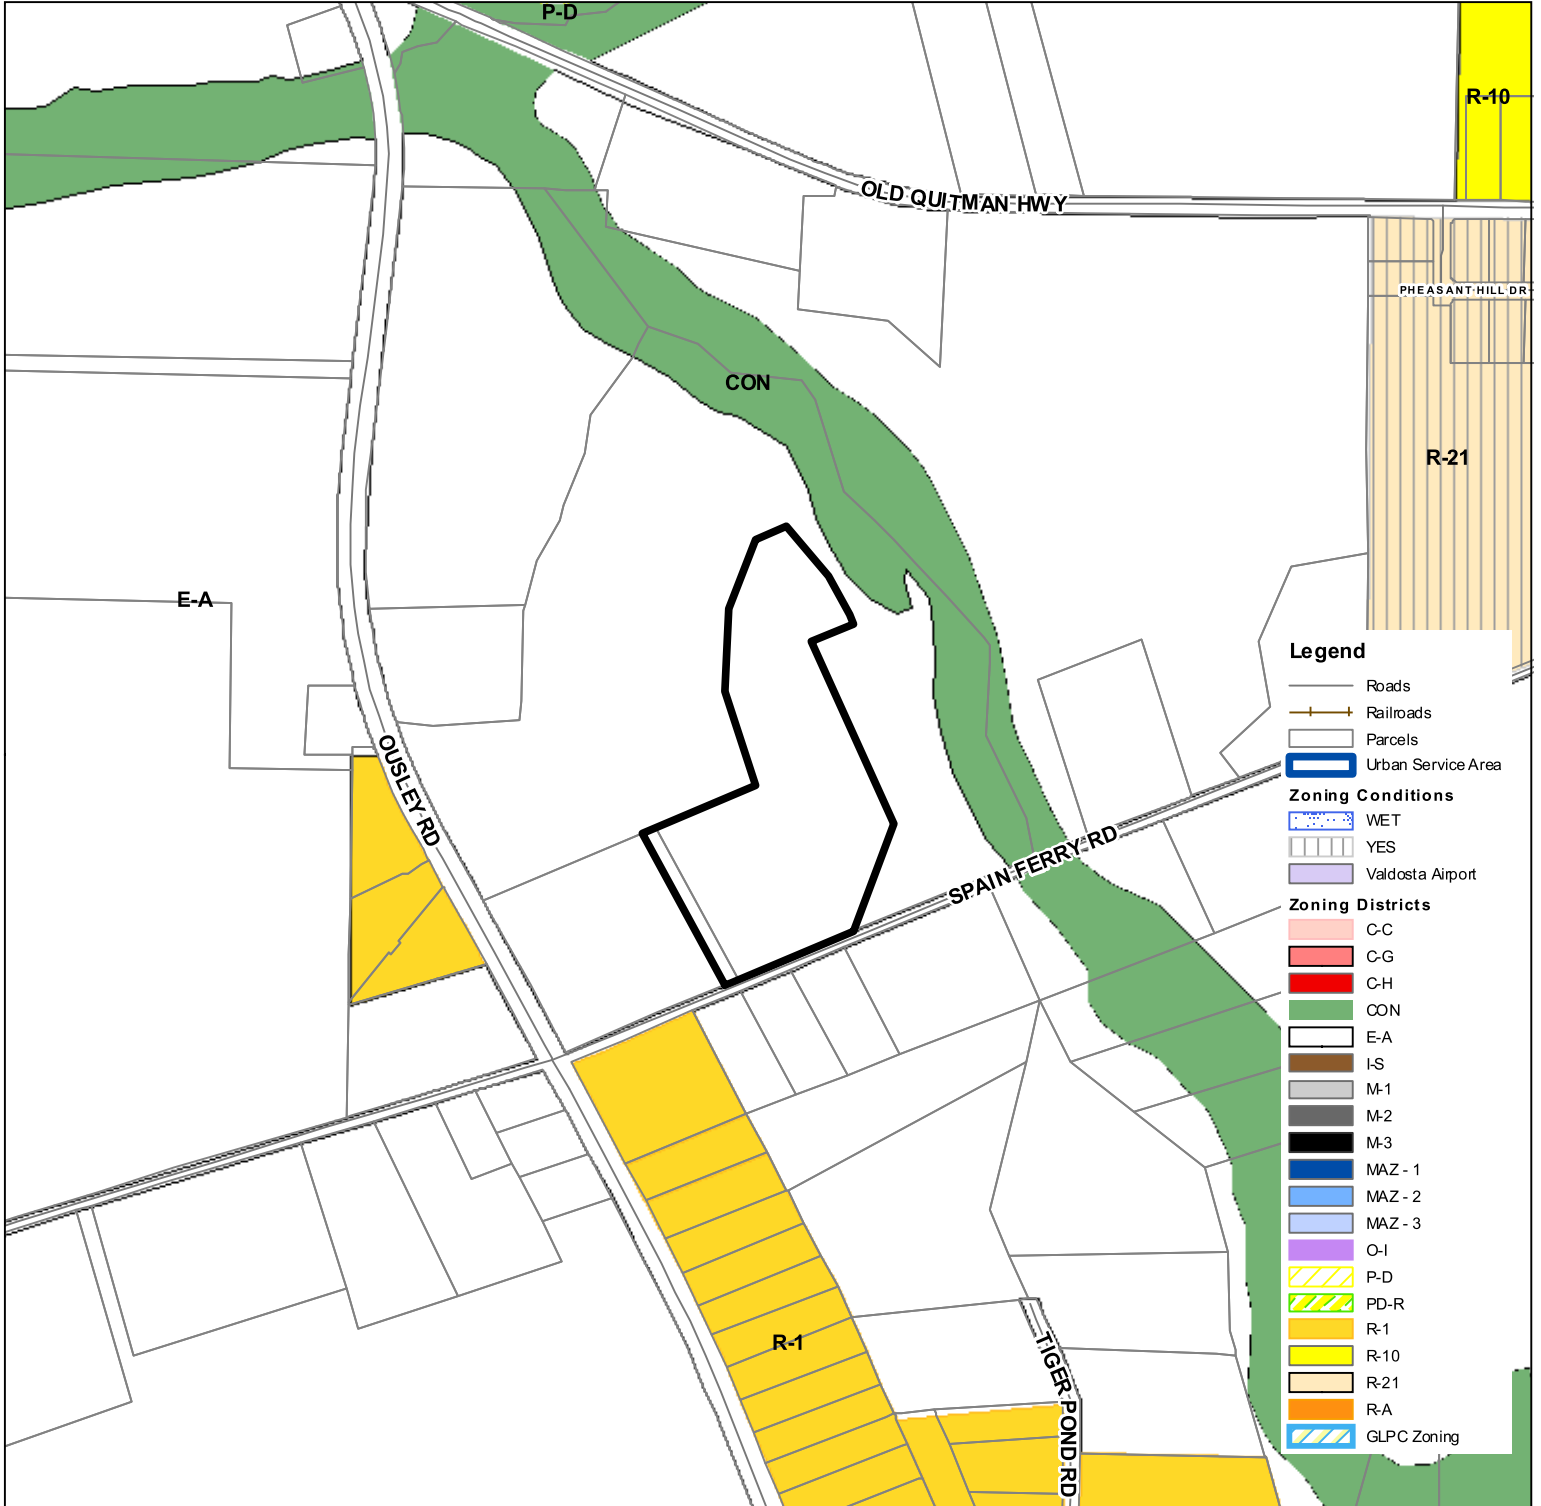 P-D
R-10
OLD QUITMAN HWY
PHEASANT HILL DR
CON
R-21
E-A
OUSLEY RD
SPAIN FERRY RD
R-1
TIGER POND RD
Legend
Roads
Railroads
Parcels
Urban Service Area
Zoning Conditions
WET
YES
Valdosta Airport
Zoning Districts
C-C
C-G
C-H
CON
E-A
I-S
M-1
M-2
M-3
MAZ - 1
MAZ - 2
MAZ - 3
O-I
P-D
PD-R
R-1
R-10
R-21
R-A
GLPC Zoning